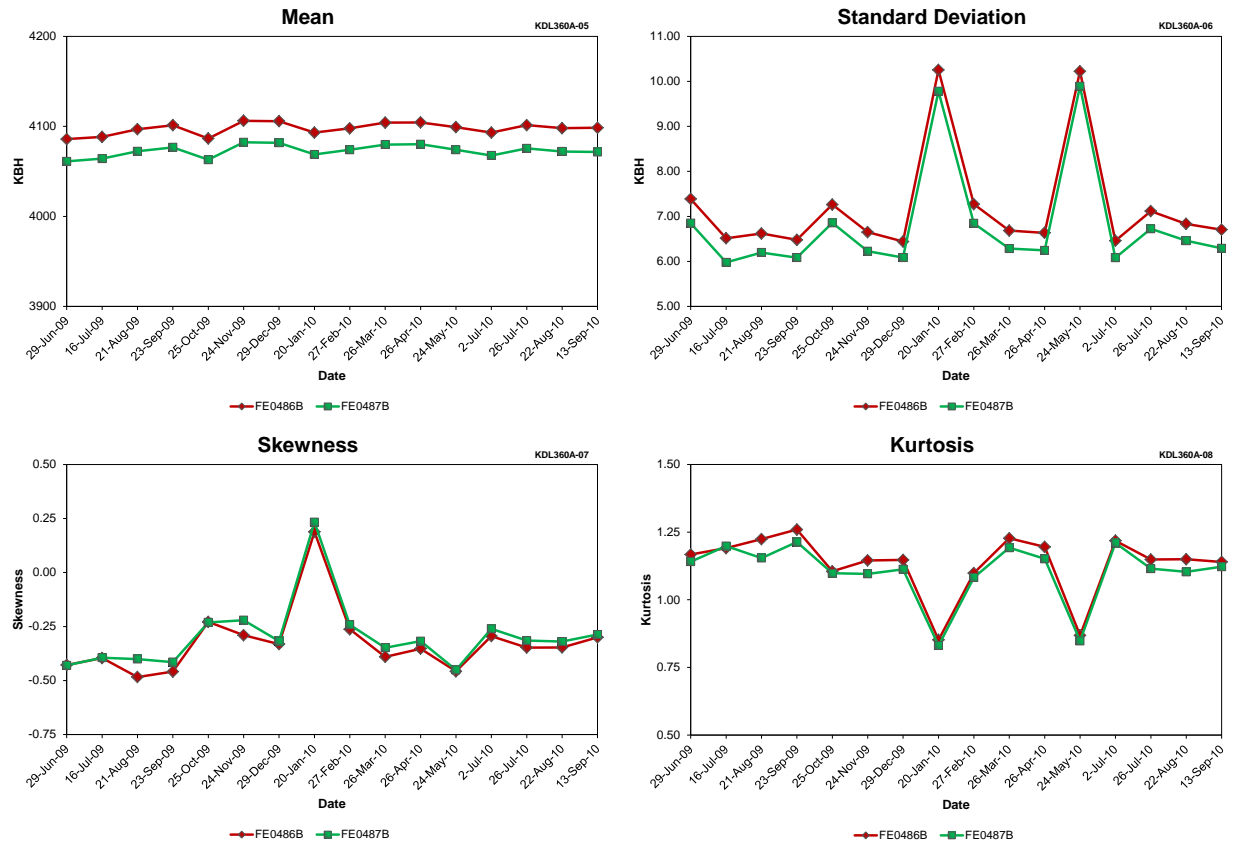 Mean
KDL360A-05
4200
4100
4000
3900
KBH
29-Jun-09
16-Jul-09
21-Aug-09
23-Sep-09
25-Oct-09
24-Nov-09
29-Dec-09
20-Jan-10
27-Feb-10
26-Mar-10
26-Apr-10
24-May-10
2-Jul-10
26-Jul-10
22-Aug-10
13-Sep-10
Date
FE0486B FE0487B
Standard Deviation
KDL360A-06
11.00
10.00
9.00
8.00
7.00
6.00
5.00
KBH
29-Jun-09
16-Jul-09
21-Aug-09
23-Sep-09
25-Oct-09
24-Nov-09
29-Dec-09
20-Jan-10
27-Feb-10
26-Mar-10
26-Apr-10
24-May-10
2-Jul-10
26-Jul-10
22-Aug-10
13-Sep-10
Date
FE0486B FE0487B
Skewness
KDL360A-07
0.50
0.25
0.00
-0.25
-0.50
-0.75
Skewness
29-Jun-09
16-Jul-09
21-Aug-09
23-Sep-09
25-Oct-09
24-Nov-09
29-Dec-09
20-Jan-10
27-Feb-10
26-Mar-10
26-Apr-10
24-May-10
2-Jul-10
26-Jul-10
22-Aug-10
13-Sep-10
Date
FE0486B FE0487B
Kurtosis
KDL360A-08
1.50
1.25
1.00
0.75
0.50
Kurtosis
29-Jun-09
16-Jul-09
21-Aug-09
23-Sep-09
25-Oct-09
24-Nov-09
29-Dec-09
20-Jan-10
27-Feb-10
26-Mar-10
26-Apr-10
24-May-10
2-Jul-10
26-Jul-10
22-Aug-10
13-Sep-10
Date
FE0486B FE0487B